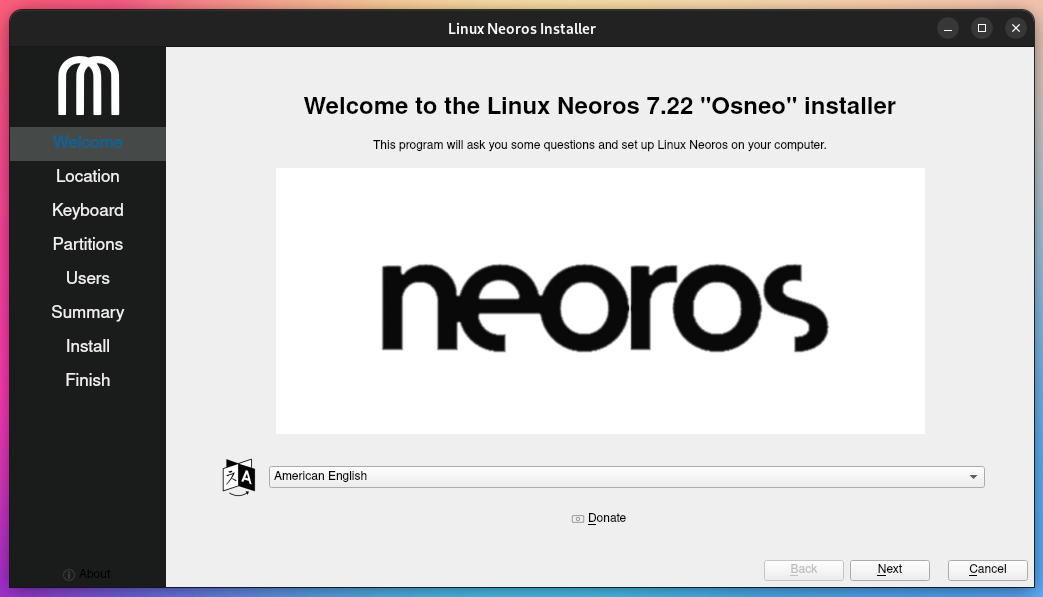 Linux Neoros Installer
Welcome
Location
Keyboard
Partitions
Users
Summary
Install
Finish
About
Welcome to the Linux Neoros 7.22 "Osneo" installer
This program will ask you some questions and set up Linux Neoros on your computer.
neoros
A
American English
Donate
Back
Next
Cancel